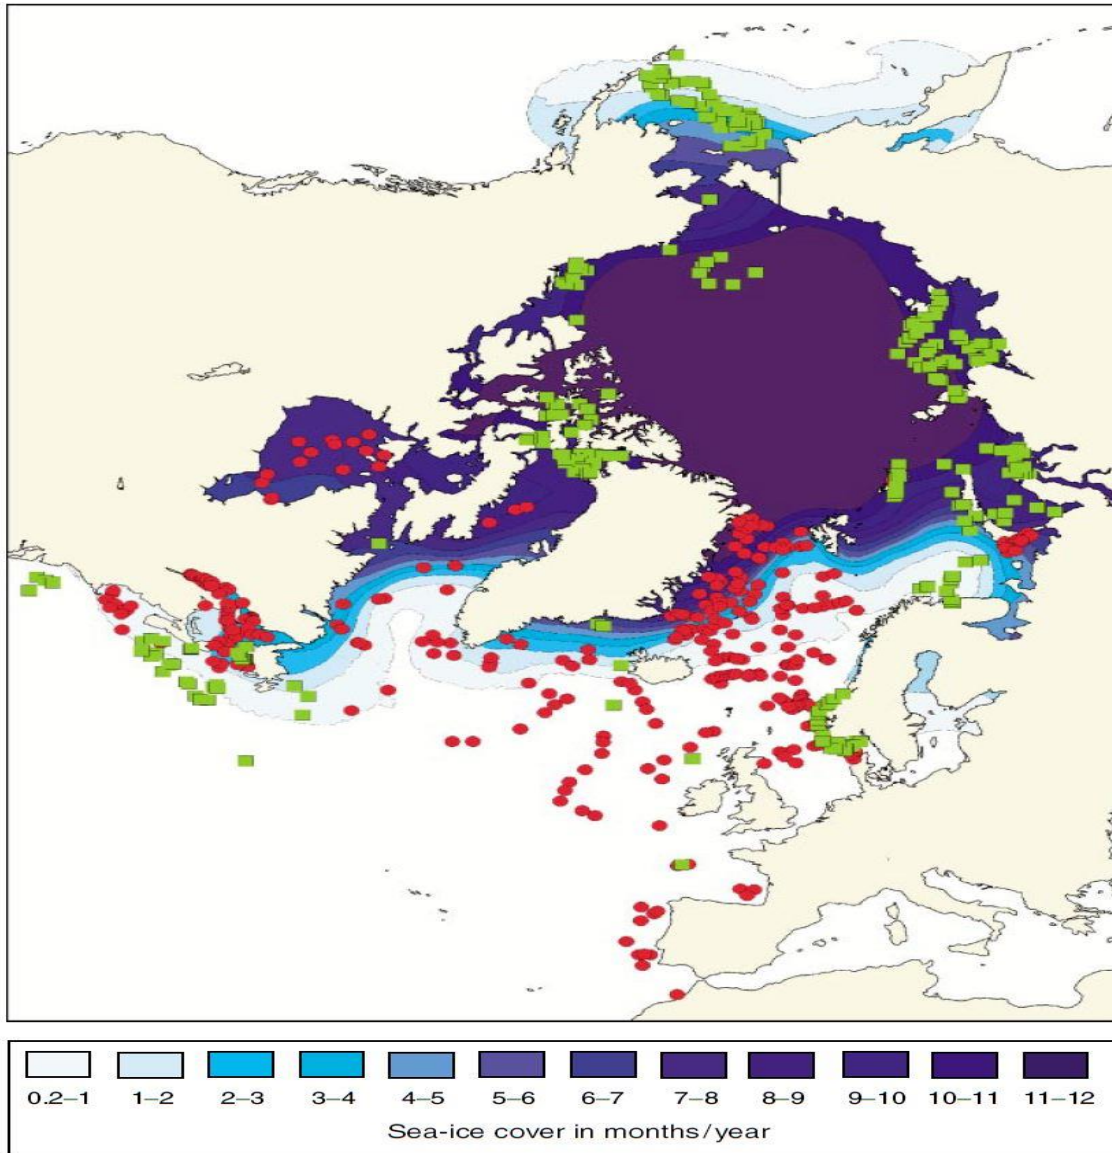 0.2–1 1–2 2–3 3–4 4–5 5–6 6–7 7–8 8–9 9–10 10–11 11–12
Sea-ice cover in months/year